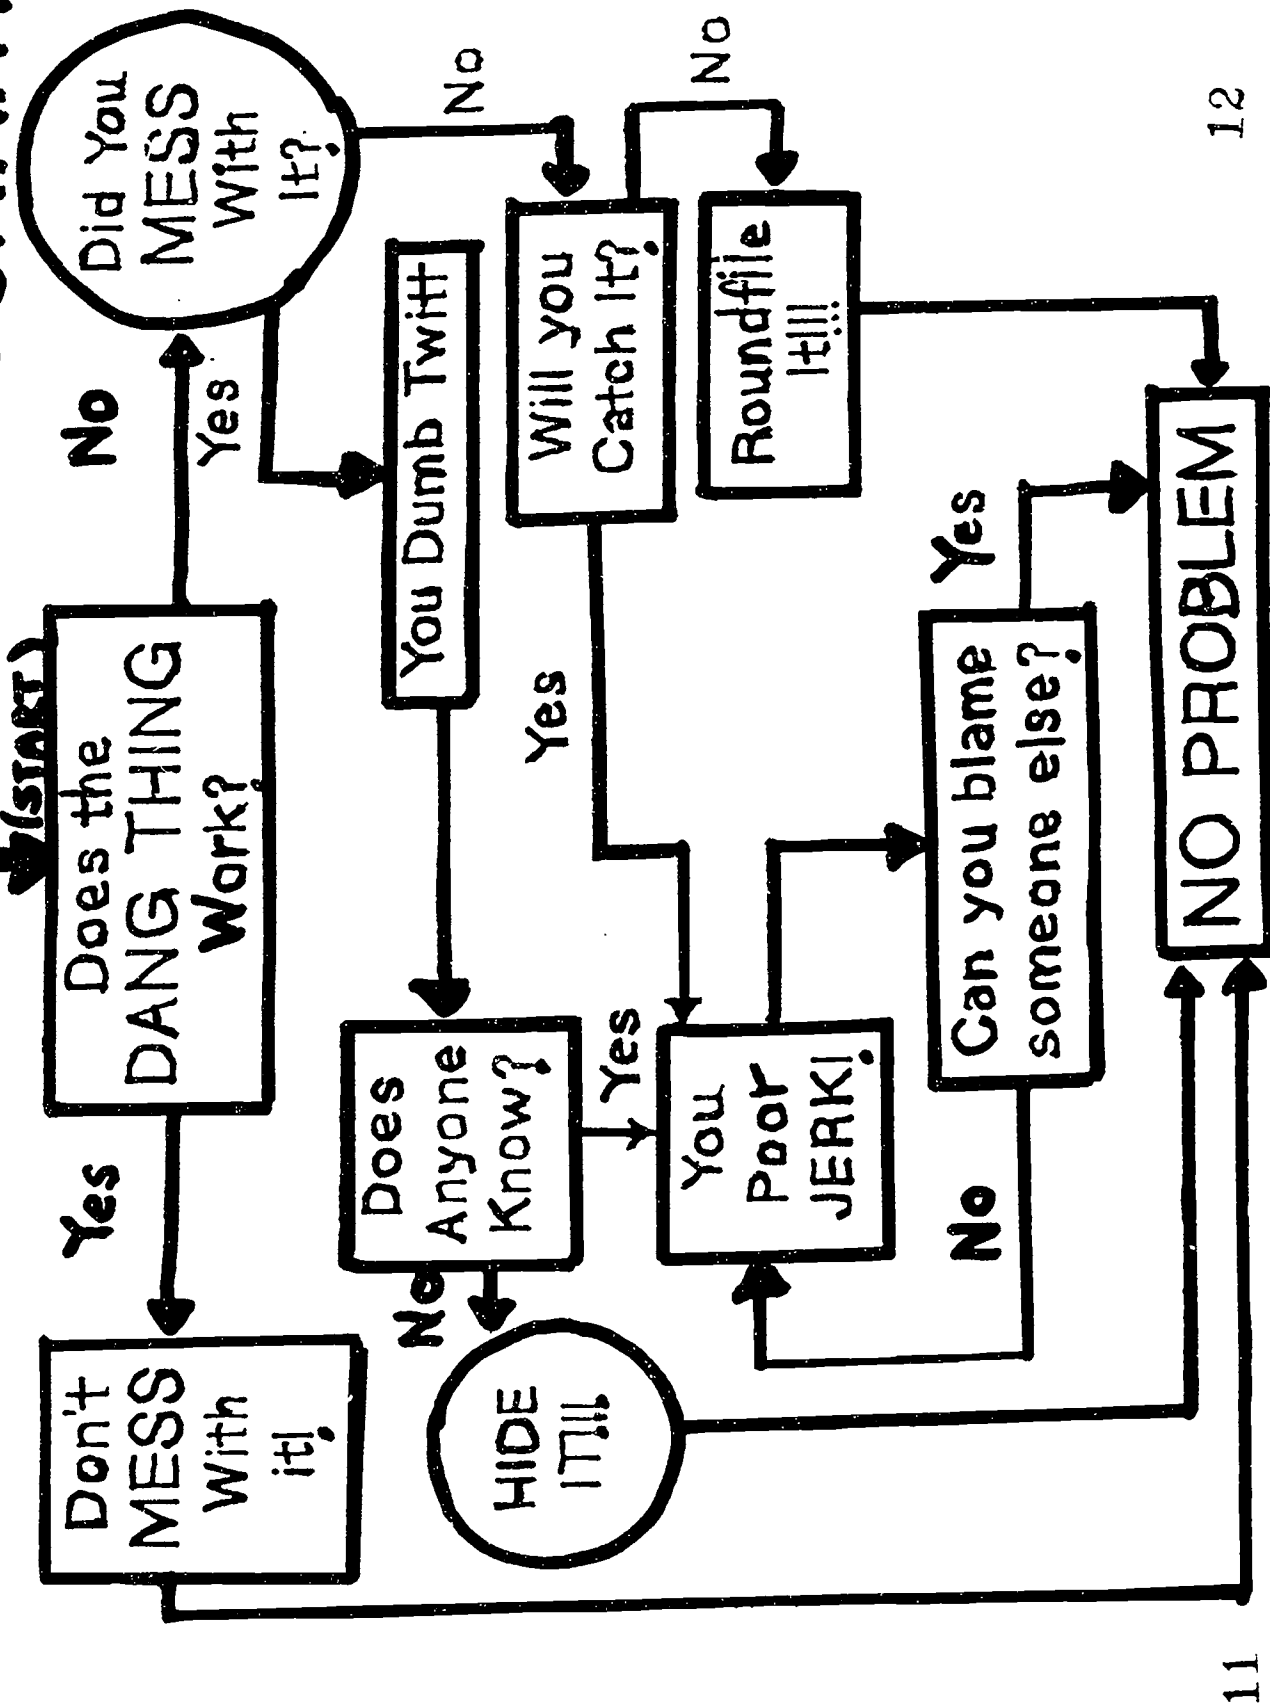 (START)
Does the
DANG THING
Work?
Yes
No
Don't
MESS
With
it!
Did You
MESS
With
It?
Yes
No
You Dumb Twit!
Does
Anyone
Know?
No
Yes
HIDE
IT!!
Will you
Catch It?
Yes
No
You
Poor
JERK!
Roundfile
It!!!
Can you blame
someone else?
No
Yes
NO PROBLEM
11
12